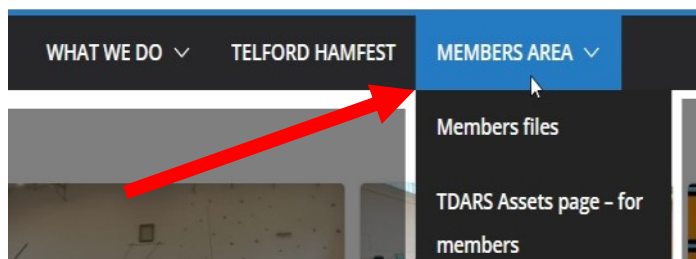 WHAT WE DO TELFORD HAMFEST MEMBERS AREA
Members files
TDARS Assets page – for
members